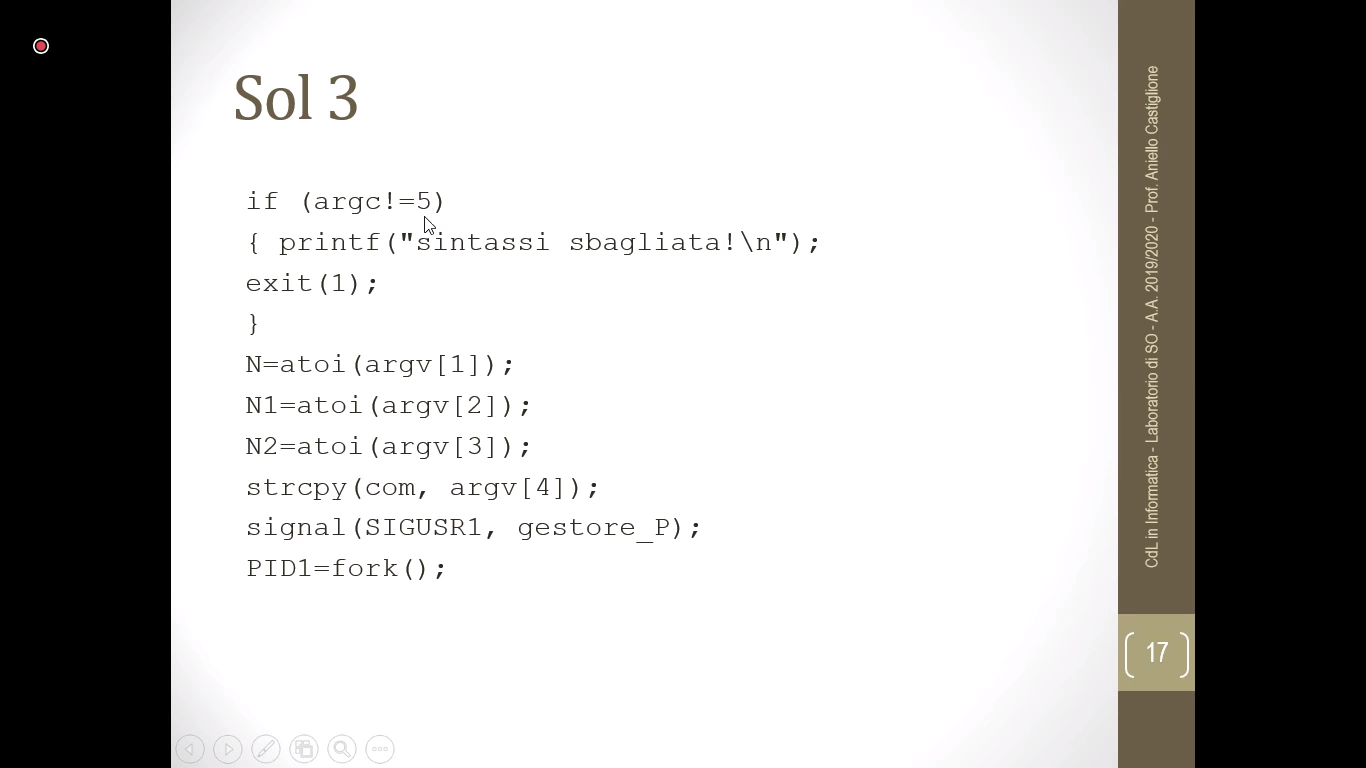 Sol 3
if (argc!=5)
{ printf("sintassi sbagliata!\n");
exit(1);
}
N=atoi(argv[1]);
N1=atoi(argv[2]);
N2=atoi(argv[3]);
strcpy(com, argv[4]);
signal(SIGUSR1, gestore_P);
PID1=fork();
CdL in Informatica - Laboratorio di SO - A.A. 2019/2020 - Prof. Aniello Castiglione
17